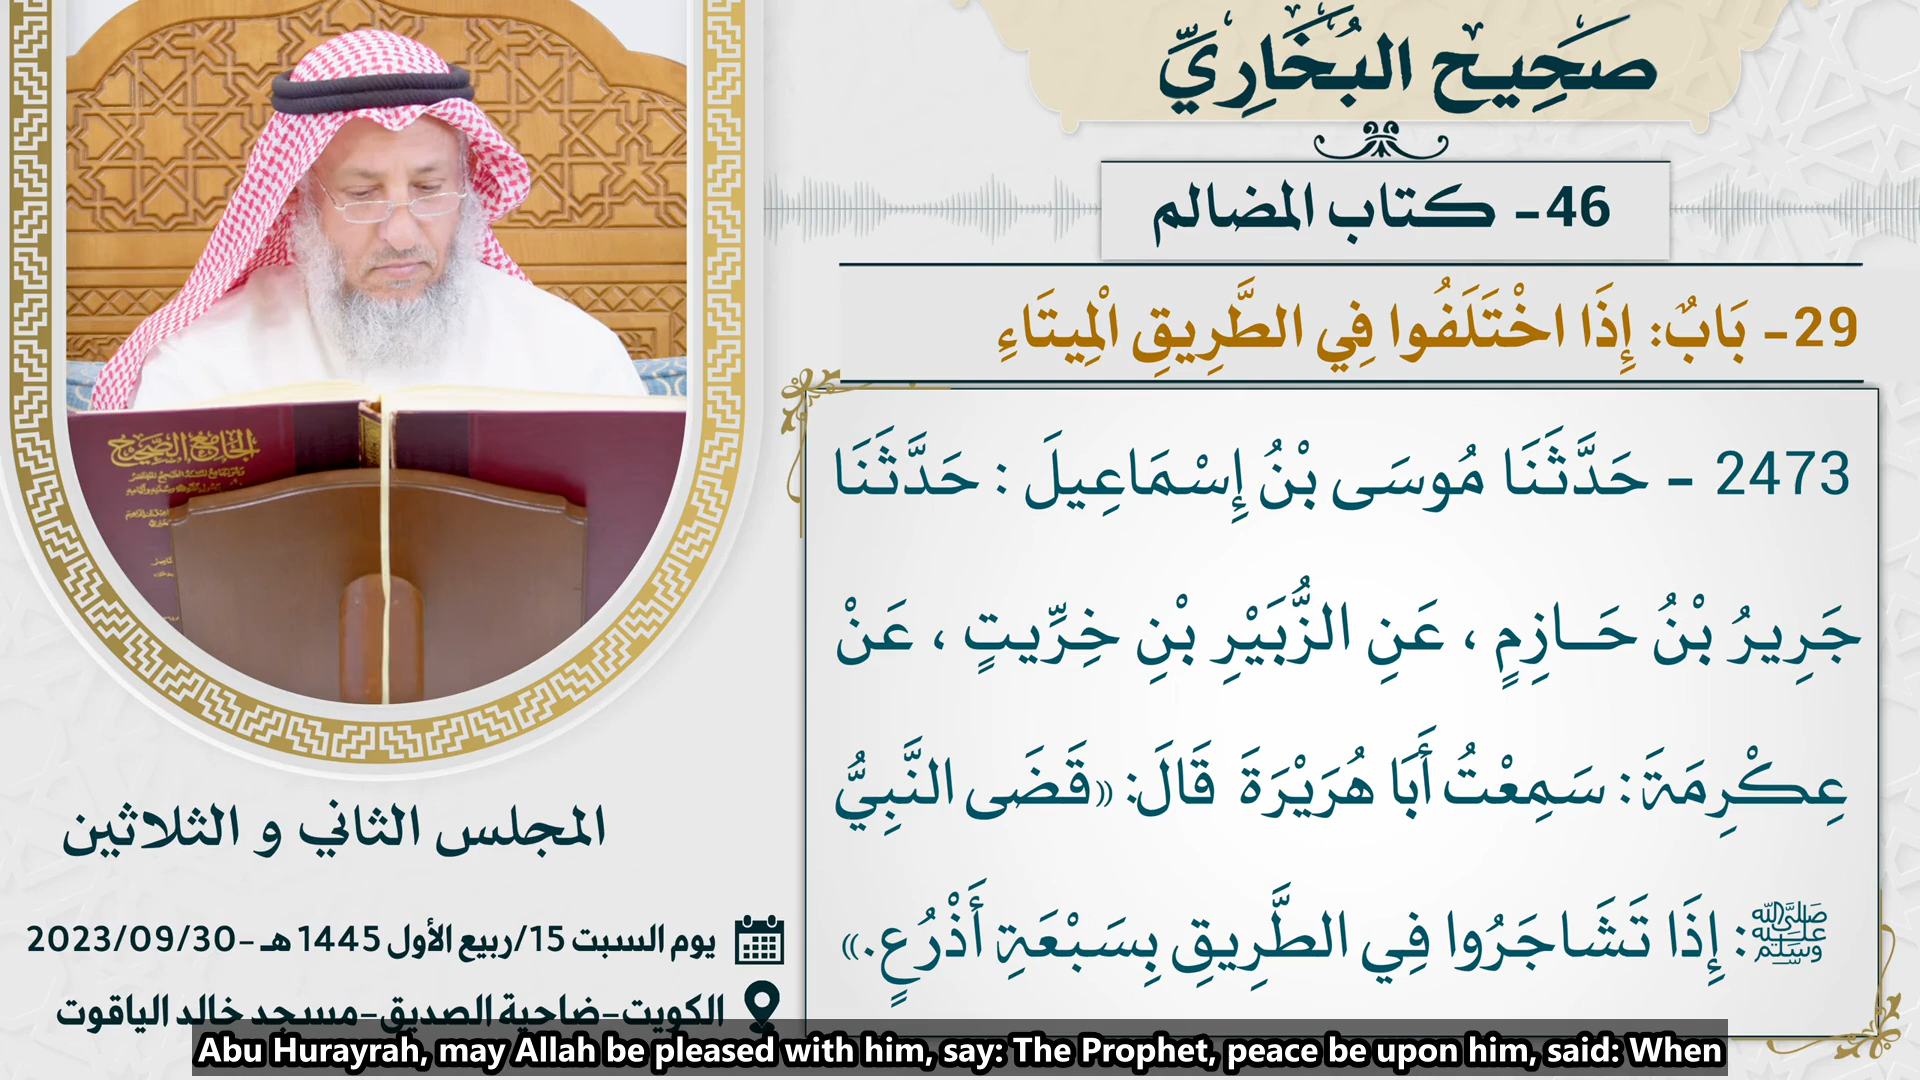 صَحِيح البُخَارِيِّ
46- كتاب المضالم
29- بَابٌ: إِذَا اخْتَلَفُوا فِي الطَّرِيقِ الْمِيتَاءِ
2473 - حَدَّثَنَا مُوسَى بْنُ إِسْمَاعِيلَ : حَدَّثَنَا
جَرِيرُ بْنُ حَازِمٍ ، عَنِ الزُّبَيْرِ بْنِ خِرِّيتٍ ، عَنْ
عِكْرِمَةَ: سَمِعْتُ أَبَا هُرَيْرَةَ قَالَ: «قَضَى النَّبِيُّ
ﷺ: إِذَا تَشَاجَرُوا فِي الطَّرِيقِ بِسَبْعَةِ أَذْرُعٍ.»
الجامع الصحيح
المجلس الثاني و الثلاثين
يوم السبت 15/ربيع الأول 1445 هـ -2023/09/30
الكويت-ضاحية الصديق-مسجد خالد الياقوت
Abu Hurayrah, may Allah be pleased with him, say: The Prophet, peace be upon him, said: When